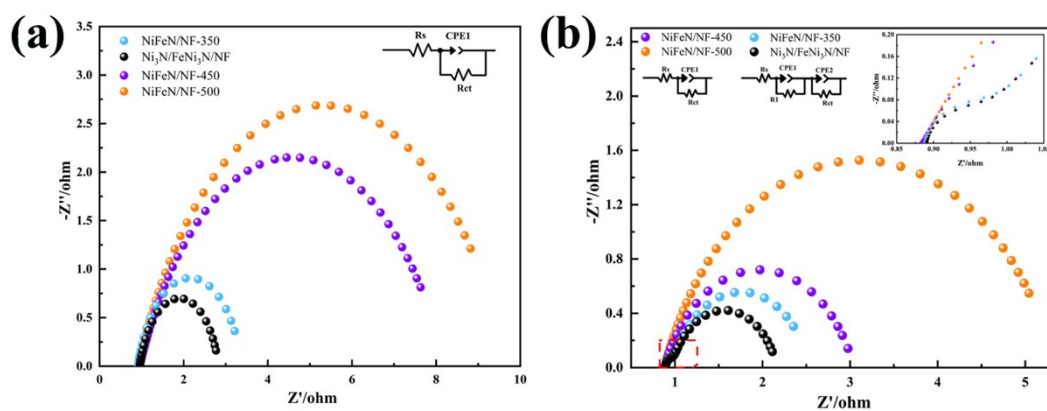 (a)
3.5
3.0
2.5
2.0
1.5
1.0
0.5
0.0
-Z''/ohm
NiFeN/NF-350
Ni₃N/FeNi₃N/NF
NiFeN/NF-450
NiFeN/NF-500
Rs
CPE1
Rct
0
2
4
6
8
10
Z'/ohm
(b)
2.4
2.0
1.6
1.2
0.8
0.4
0.0
-Z''/ohm
NiFeN/NF-450
NiFeN/NF-350
NiFeN/NF-500
Ni₃N/FeNi₃N/NF
Rs
CPE1
Rct
Rs
CPE1
CPE2
R1
Rct
0.20
0.16
0.12
0.08
0.04
0.00
-Z''/ohm
0.85
0.90
0.95
1.00
Z'/ohm
1
2
3
4
5
Z'/ohm